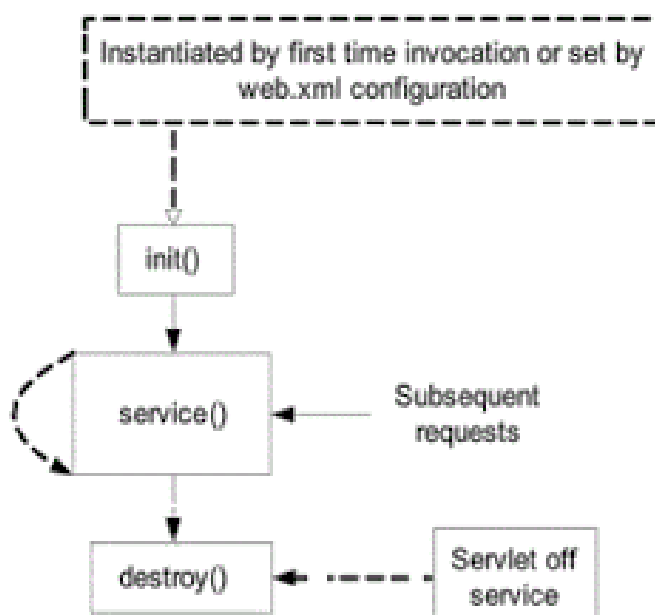 Instantiated by first time invocation or set by
web.xml configuration
init()
service()
Subsequent
requests
destroy()
Servlet off
service